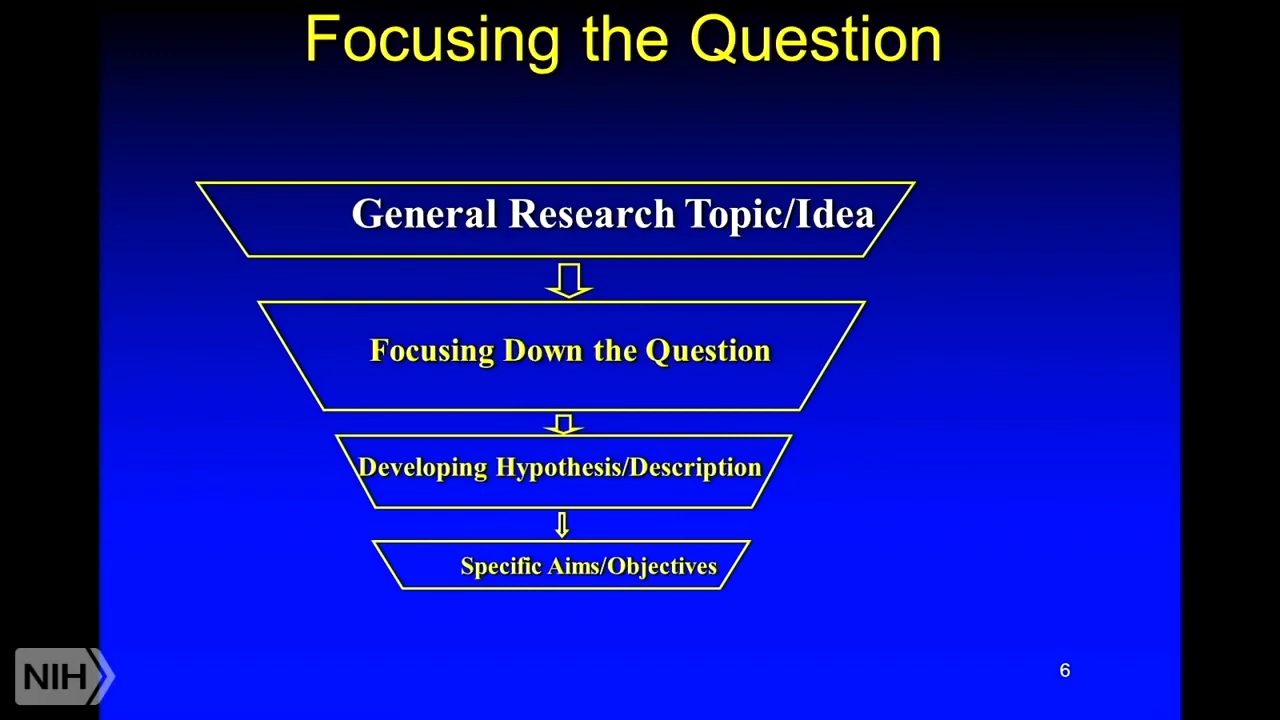 Focusing the Question
General Research Topic/Idea
Focusing Down the Question
Developing Hypothesis/Description
Specific Aims/Objectives
NIH
6